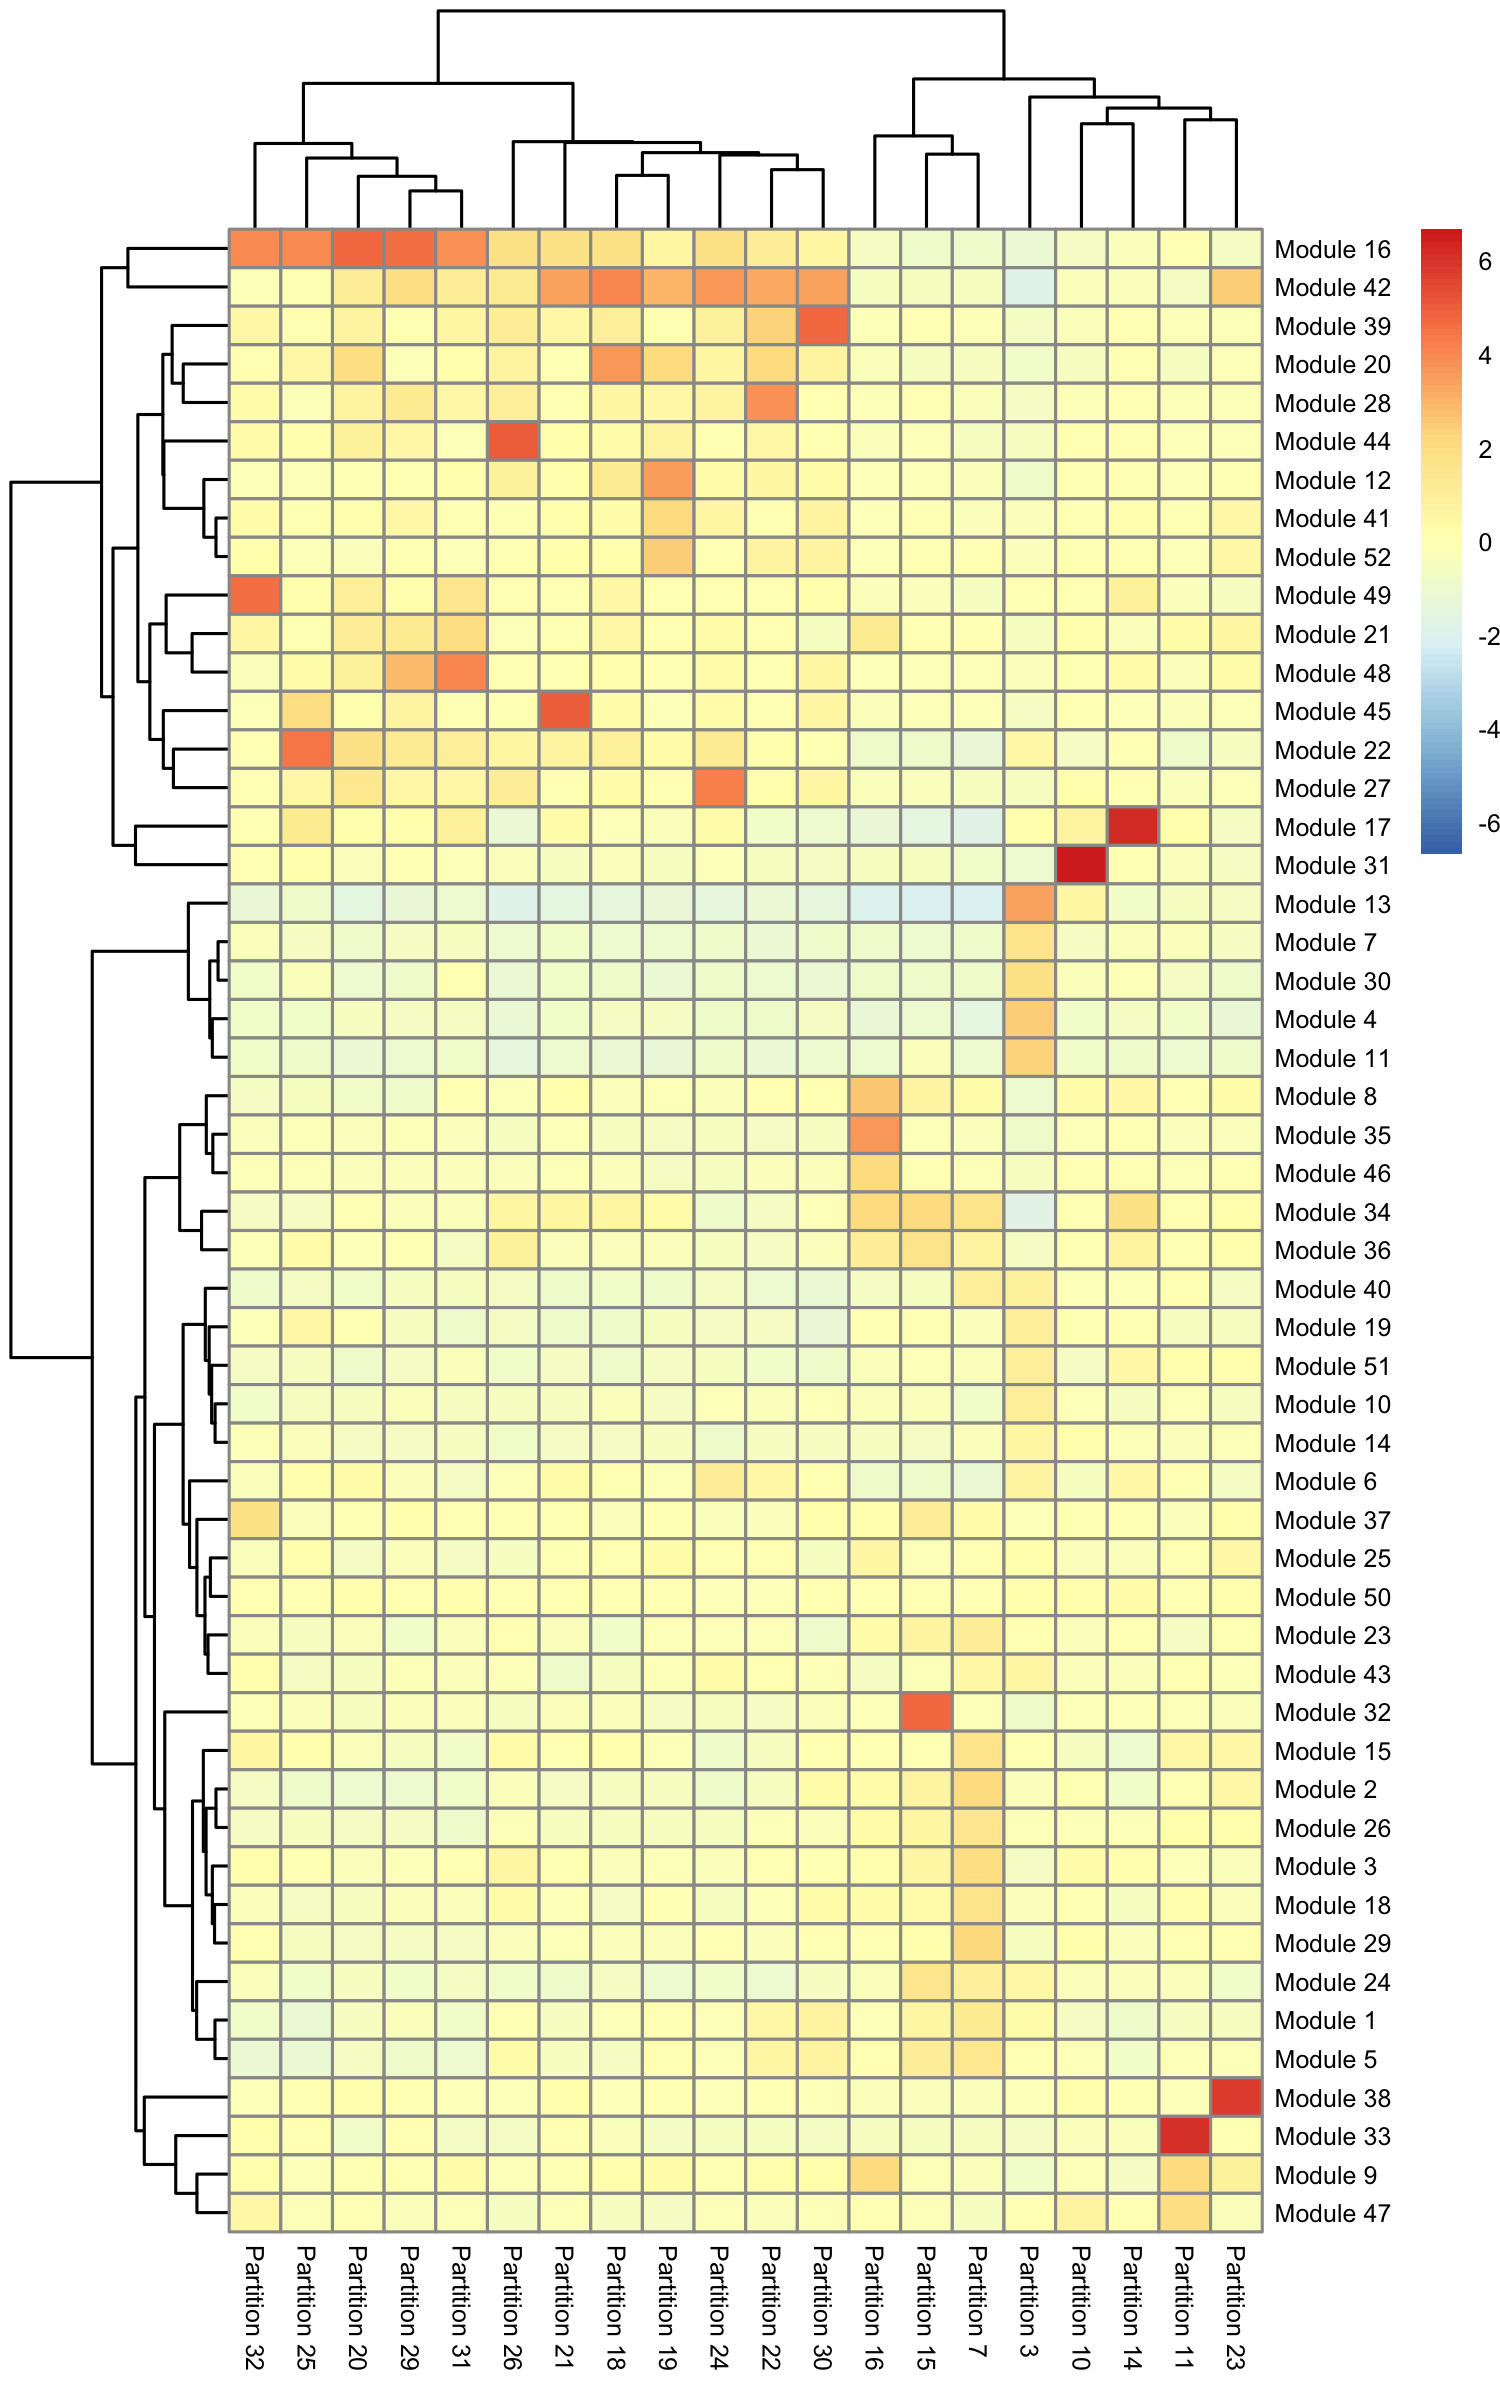 Module 16
Module 42
Module 39
Module 20
Module 28
Module 44
Module 12
Module 41
Module 52
Module 49
Module 21
Module 48
Module 45
Module 22
Module 27
Module 17
Module 31
Module 13
Module 7
Module 30
Module 4
Module 11
Module 8
Module 35
Module 46
Module 34
Module 36
Module 40
Module 19
Module 51
Module 10
Module 14
Module 6
Module 37
Module 25
Module 50
Module 23
Module 43
Module 32
Module 15
Module 2
Module 26
Module 3
Module 18
Module 29
Module 24
Module 1
Module 5
Module 38
Module 33
Module 9
Module 47
6
4
2
0
-2
-4
-6
Partition 32
Partition 25
Partition 20
Partition 29
Partition 31
Partition 26
Partition 21
Partition 18
Partition 19
Partition 24
Partition 22
Partition 30
Partition 16
Partition 15
Partition 7
Partition 3
Partition 10
Partition 14
Partition 11
Partition 23